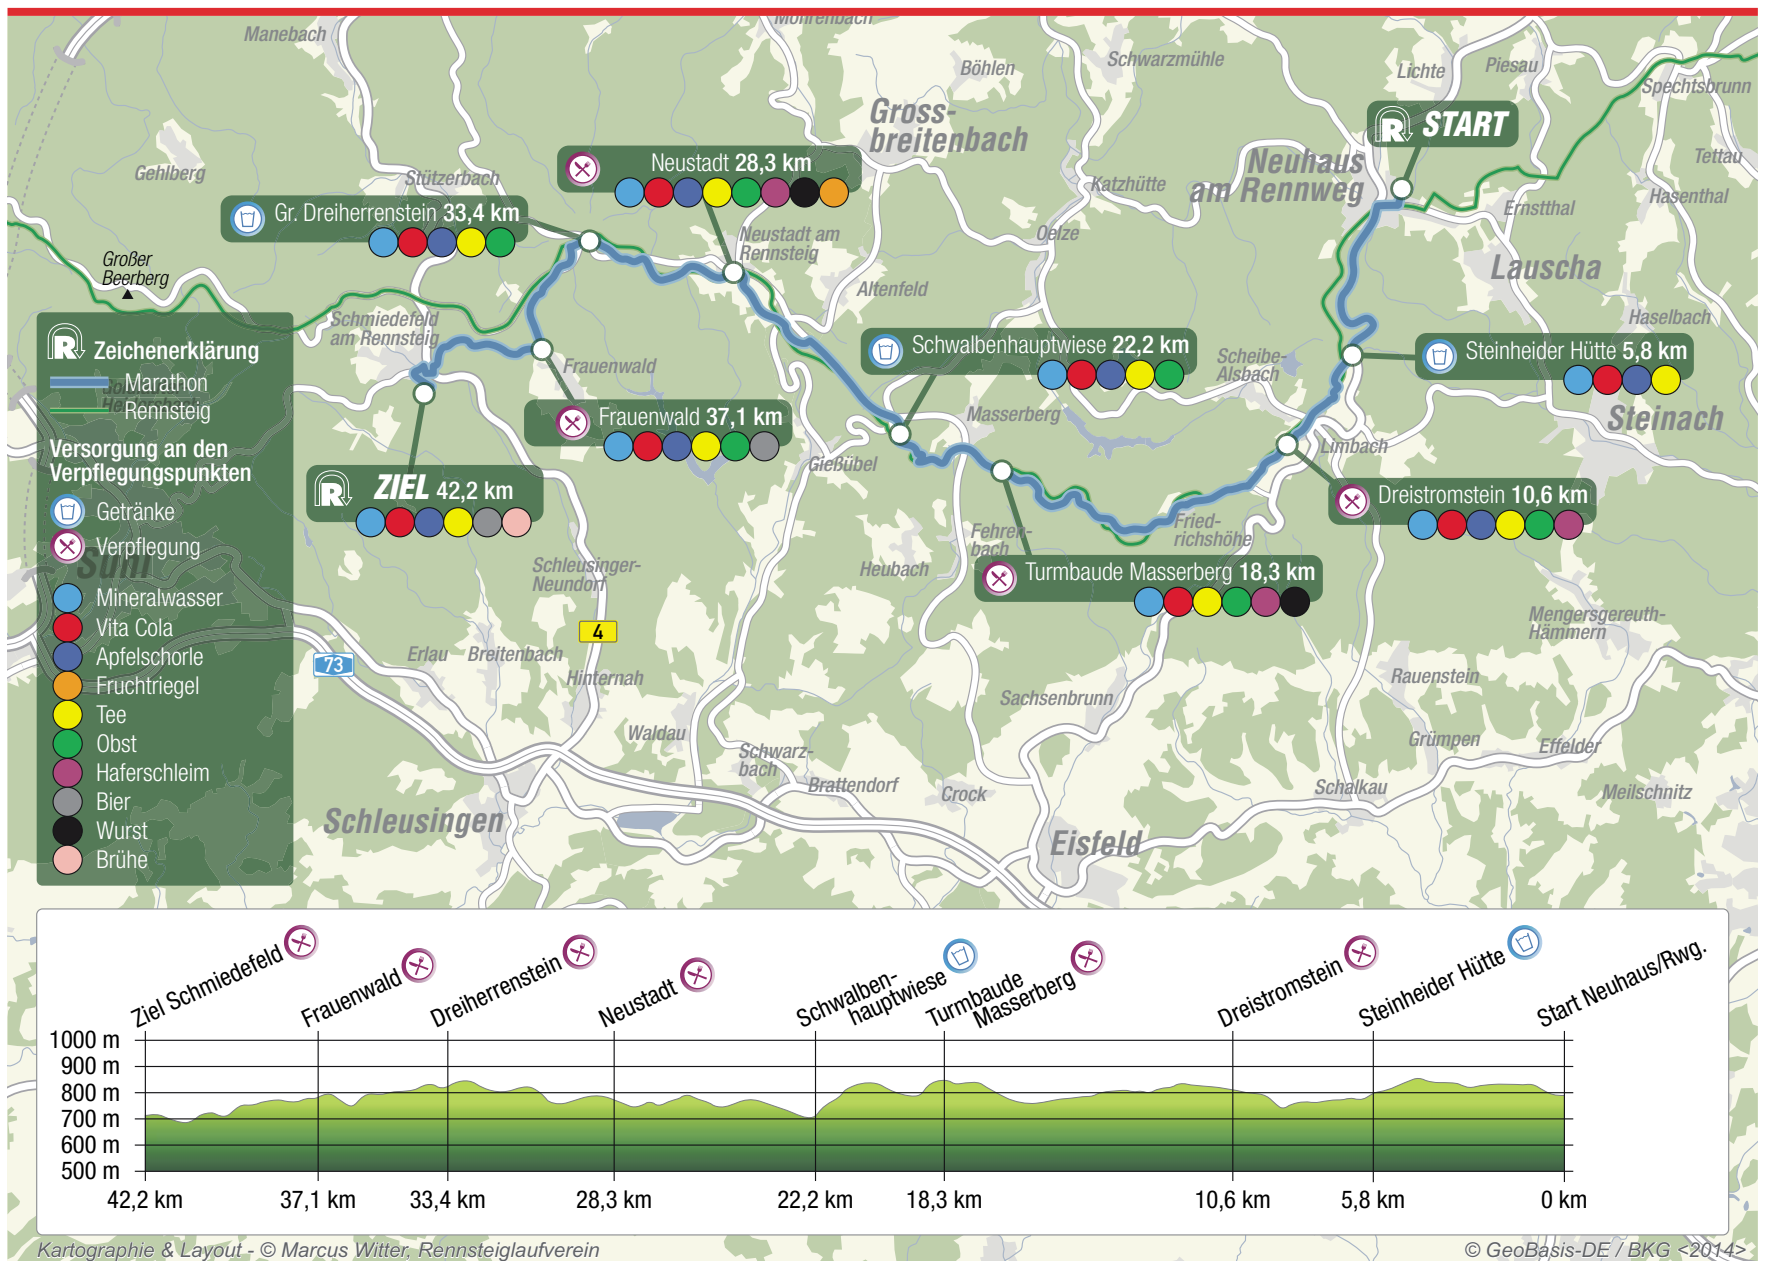 Möhrenbach
Manebach
Böhlen
Schwarzmühle
Lichte
Piesau
Spechtsbrunn
Gross-
breitenbach
START
Tettau
Neuhaus
am Rennweg
Gehlberg
Stützerbach
Neustadt 28,3 km
Katzhütte
Hasenthal
Ernstthal
Gr. Dreiherrenstein 33,4 km
Neustadt am
Rennsteig
Oelze
Lauscha
Großer
Beerberg
Altenfeld
Haselbach
Schmiedefeld
am Rennsteig
Schwalbenhauptwiese 22,2 km
Scheibe-
Alsbach
Steinheider Hütte 5,8 km
Frauenwald
Masserberg
Steinach
Frauenwald 37,1 km
Limbach
Gießübel
ZIEL 42,2 km
Dreistromstein 10,6 km
Fehren-
bach
Fried-
richshöhe
Heubach
Turmbaude Masserberg 18,3 km
Schleusinger-
Neundorf
Mengersgereuth-
Hämmern
4
73
Erlau
Breitenbach
Hinternah
Sachsenbrunn
Rauenstein
Waldau
Schwarz-
bach
Grümpen
Effelder
Brattendorf
Crock
Schalkau
Meilschnitz
Schleusingen
Eisfeld
Suhl
Zeichenerklärung
Marathon
Rennsteig
Versorgung an den
Verpflegungspunkten
Getränke
Verpflegung
Mineralwasser
Vita Cola
Apfelschorle
Fruchtriegel
Tee
Obst
Haferschleim
Bier
Wurst
Brühe
Ziel Schmiedefeld
Frauenwald
Dreiherrenstein
Neustadt
Schwalben-
hauptwiese
Turmbaude
Masserberg
Dreistromstein
Steinheider Hütte
Start Neuhaus/Rwg.
1000 m
900 m
800 m
700 m
600 m
500 m
42,2 km
37,1 km
33,4 km
28,3 km
22,2 km
18,3 km
10,6 km
5,8 km
0 km
Kartographie & Layout - © Marcus Witter, Rennsteiglaufverein
© GeoBasis-DE / BKG <2014>